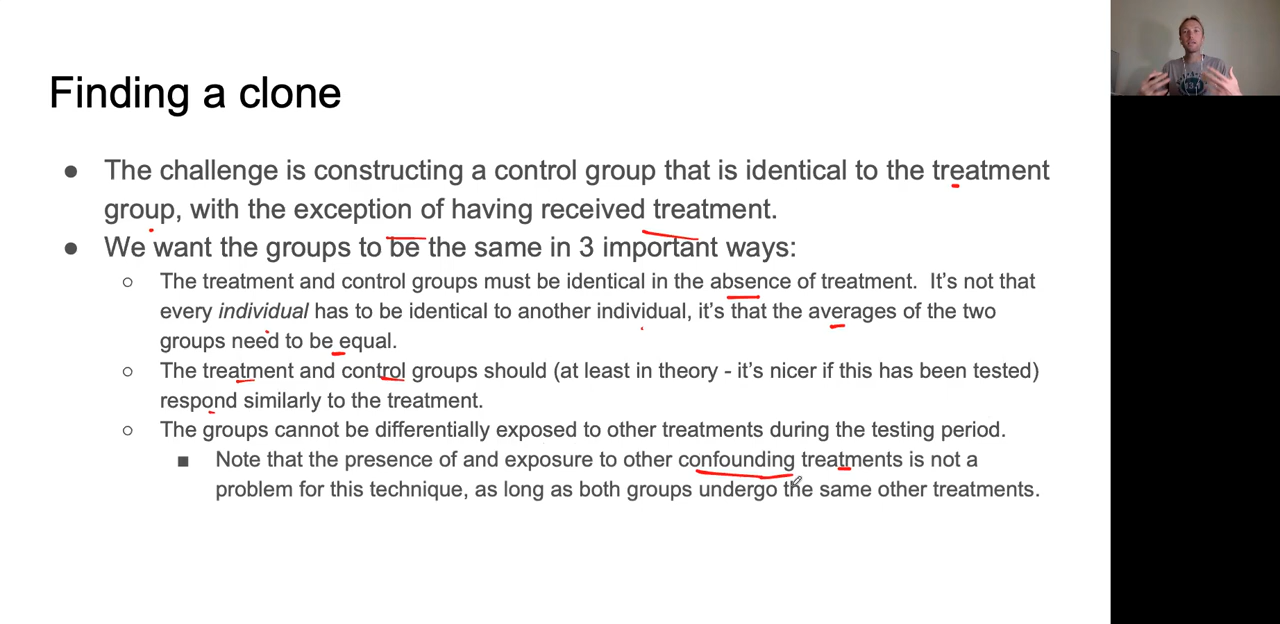 Finding a clone
● The challenge is constructing a control group that is identical to the treatment
group, with the exception of having received treatment.
● We want the groups to be the same in 3 important ways:
○ The treatment and control groups must be identical in the absence of treatment. It's not that
every individual has to be identical to another individual, it's that the averages of the two
groups need to be equal.
○ The treatment and control groups should (at least in theory - it's nicer if this has been tested)
respond similarly to the treatment.
○ The groups cannot be differentially exposed to other treatments during the testing period.
■ Note that the presence of and exposure to other confounding treatments is not a
problem for this technique, as long as both groups undergo the same other treatments.